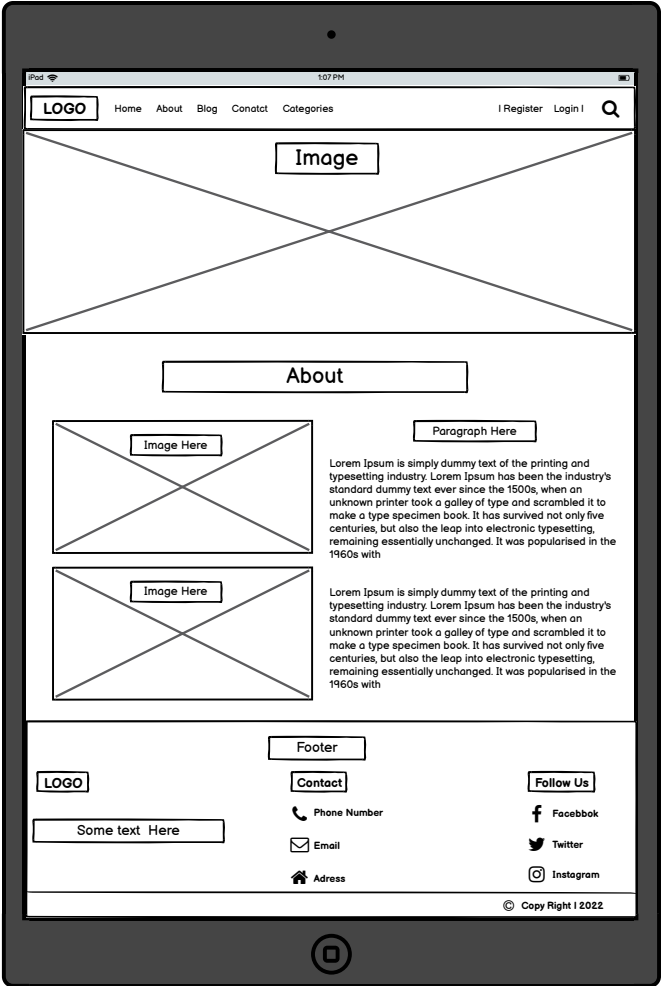 iPad 1:07 PM
LOGO Home About Blog Conatct Categories I Register Login I
Image
About
Image Here
Paragraph Here
Lorem Ipsum is simply dummy text of the printing and
typesetting industry. Lorem Ipsum has been the industry's
standard dummy text ever since the 1500s, when an
unknown printer took a galley of type and scrambled it to
make a type specimen book. It has survived not only five
centuries, but also the leap into electronic typesetting,
remaining essentially unchanged. It was popularised in the
1960s with
Image Here
Lorem Ipsum is simply dummy text of the printing and
typesetting industry. Lorem Ipsum has been the industry's
standard dummy text ever since the 1500s, when an
unknown printer took a galley of type and scrambled it to
make a type specimen book. It has survived not only five
centuries, but also the leap into electronic typesetting,
remaining essentially unchanged. It was popularised in the
1960s with
Footer
LOGO
Some text Here
Contact
Phone Number
Email
Adress
Follow Us
Facebbok
Twitter
Instagram
© Copy Right I 2022